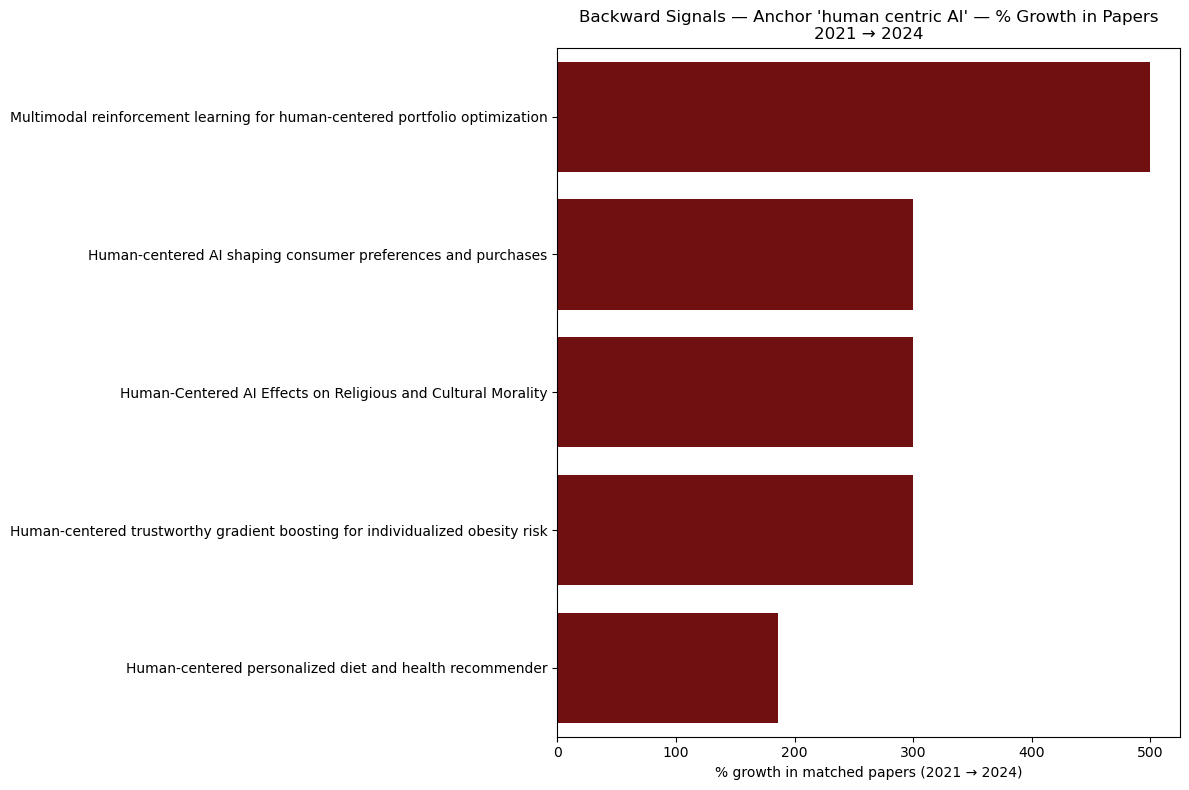 Backward Signals — Anchor 'human centric AI' — % Growth in Papers
2021 → 2024
Multimodal reinforcement learning for human-centered portfolio optimization
Human-centered AI shaping consumer preferences and purchases
Human-Centered AI Effects on Religious and Cultural Morality
Human-centered trustworthy gradient boosting for individualized obesity risk
Human-centered personalized diet and health recommender
0 100 200 300 400 500
% growth in matched papers (2021 → 2024)